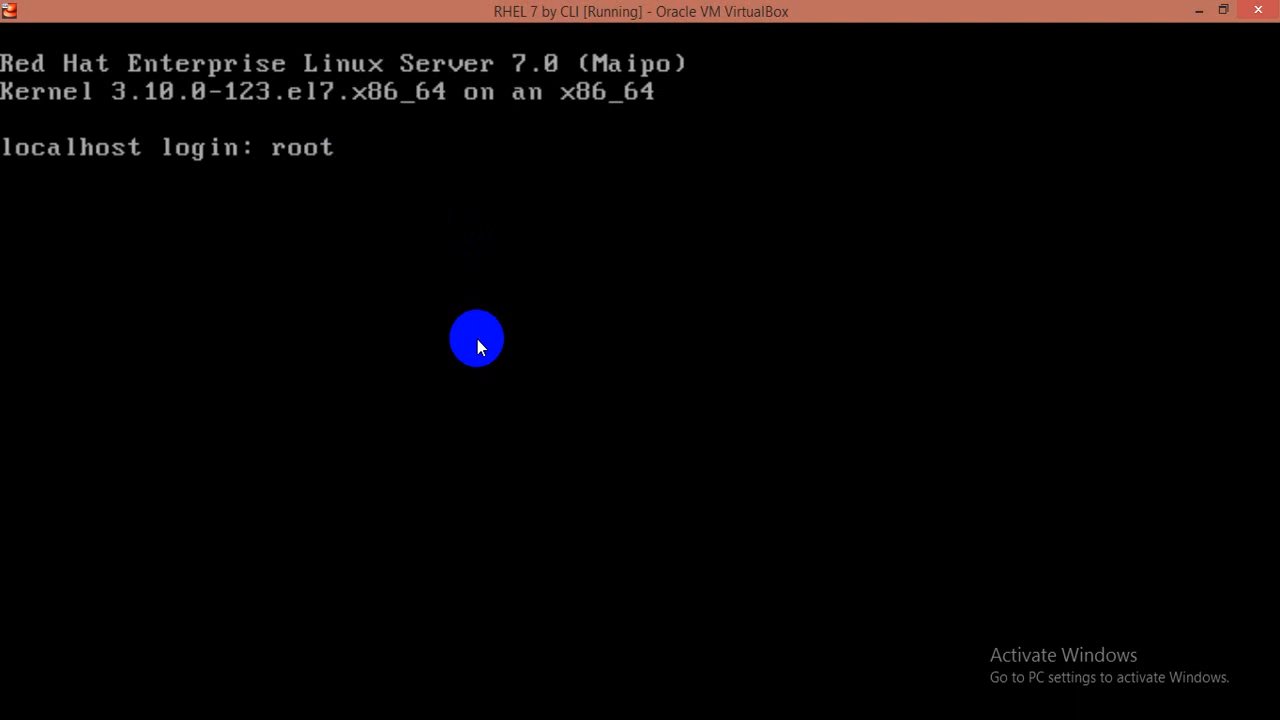 RHEL 7 by CLI [Running] - Oracle VM VirtualBox
Red Hat Enterprise Linux Server 7.0 (Maipo)
Kernel 3.10.0-123.el7.x86_64 on an x86_64
localhost login: root
Activate Windows
Go to PC settings to activate Windows.